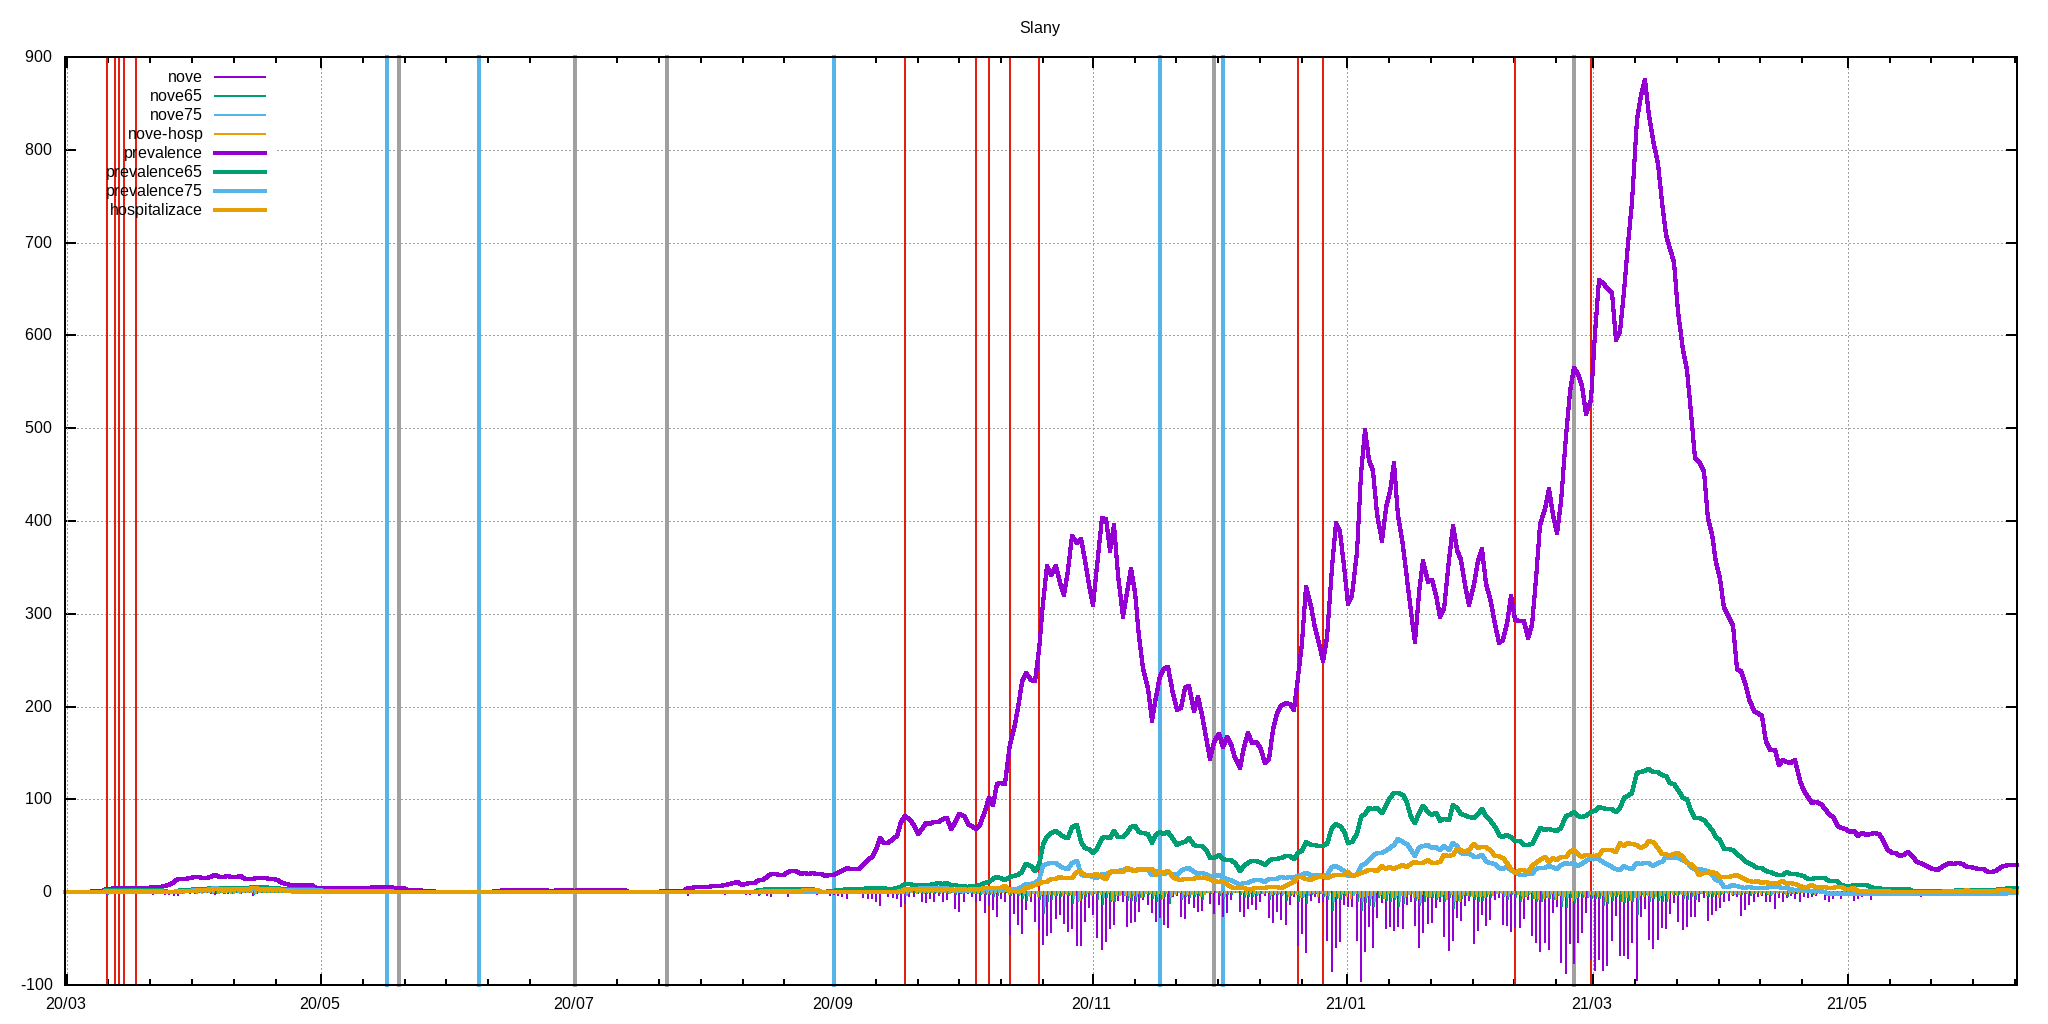 Slany
900
800
700
600
500
400
300
200
100
0
-100
nove
nove65
nove75
nove-hosp
prevalence
prevalence65
prevalence75
hospitalizace
20/03 20/05 20/07 20/09 20/11 21/01 21/03 21/05